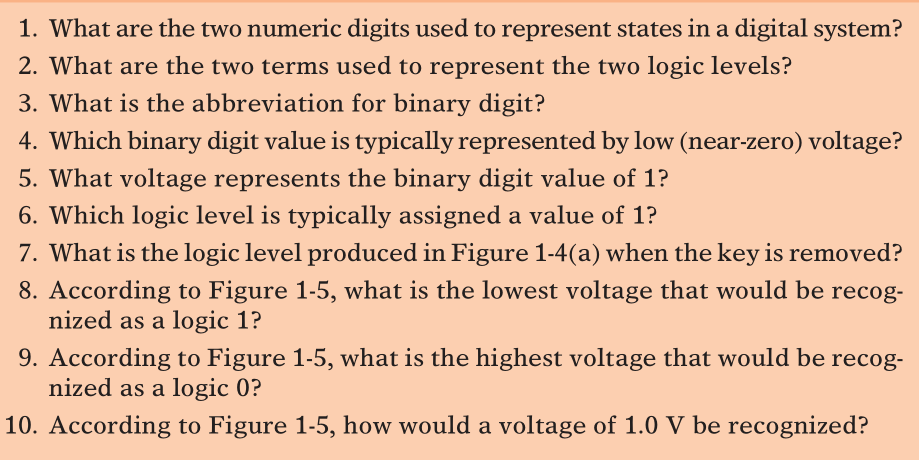 1. What are the two numeric digits used to represent states in a digital system?
2. What are the two terms used to represent the two logic levels?
3. What is the abbreviation for binary digit?
4. Which binary digit value is typically represented by low (near-zero) voltage?
5. What voltage represents the binary digit value of 1?
6. Which logic level is typically assigned a value of 1?
7. What is the logic level produced in Figure 1-4(a) when the key is removed?
8. According to Figure 1-5, what is the lowest voltage that would be recog-
nized as a logic 1?
9. According to Figure 1-5, what is the highest voltage that would be recog-
nized as a logic 0?
10. According to Figure 1-5, how would a voltage of 1.0 V be recognized?